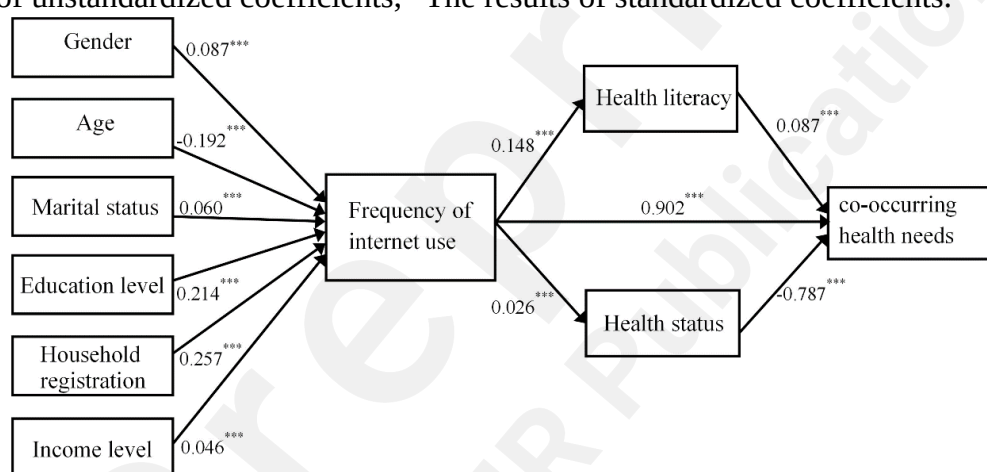 of unstandardized coefficients, The results of standardized coefficients.
Gender
0.087***
Age
-0.192***
Marital status
0.060***
Education level
0.214***
Household
registration
0.257***
Income level
0.046***
Frequency of
internet use
0.148***
Health literacy
0.087***
0.902***
co-occurring
health needs
0.026***
Health status
-0.787***